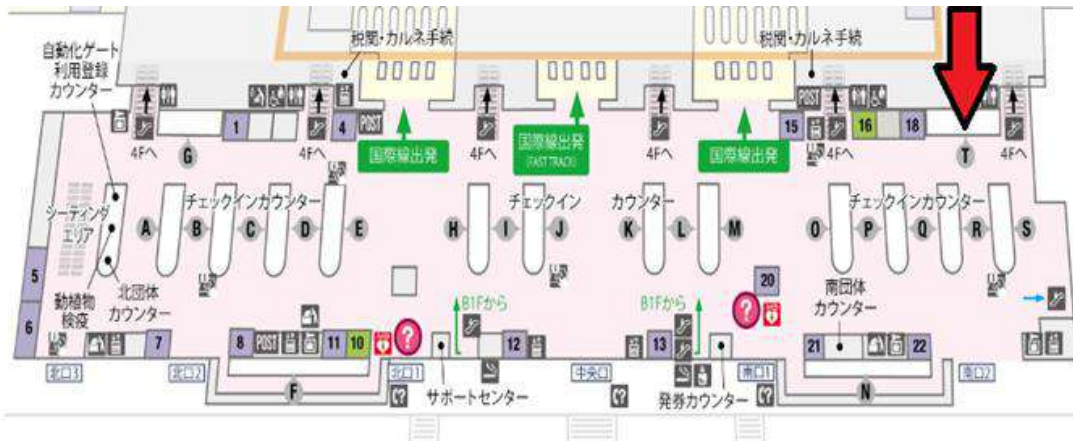 税関・カルネ手続
税関・カルネ手続
自動化ゲート
利用登録
カウンター
1
4
POST
15
POST
16
18
G
4Fへ
4Fへ
国際線出発
国際線出発
(FAST TRACK)
4Fへ
国際線出発
4Fへ
T
4Fへ
チェックインカウンター
チェックイン
カウンター
チェックインカウンター
シーティング
エリア
A
B
C
D
E
H
I
J
K
L
M
O
P
Q
R
S
5
6
動植物
検疫
北団体
カウンター
20
南団体
カウンター
B1Fから
B1Fから
?
?
7
8
POST
11
10
12
13
21
22
北口3
北口2
F
北口1
サポートセンター
中央口
発券カウンター
南口1
N
南口2